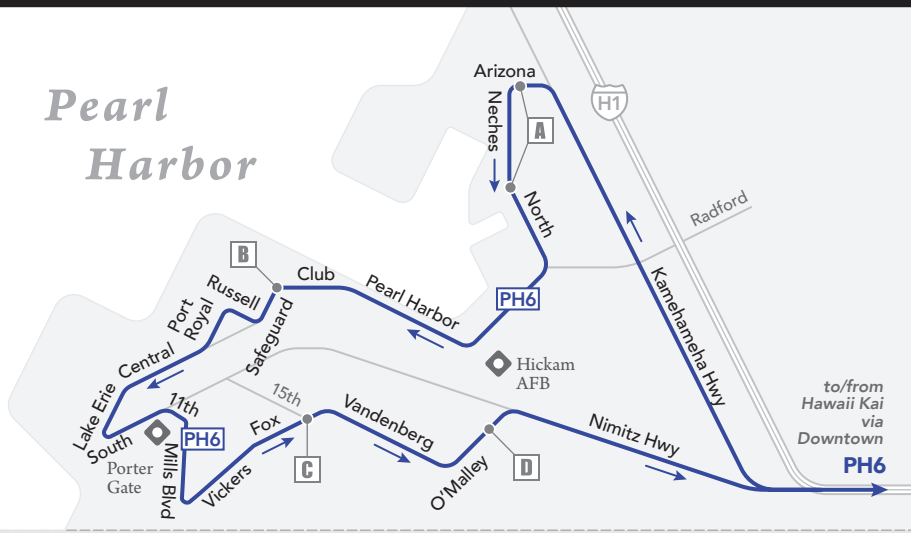 Pearl
Harbor
Arizona
H1
Neches
A
North
Radford
B
Club
Pearl Harbor
PH6
Kamehameha Hwy
Russell
Port
Royal
Safeguard
Hickam
AFB
Central
Lake Erie
South
11th
15th
PH6
Porter
Gate
Mills Blvd
Vickers
Fox
C
Vandenberg
O'Malley
D
Nimitz Hwy
to/from
Hawaii Kai
via
Downtown
PH6